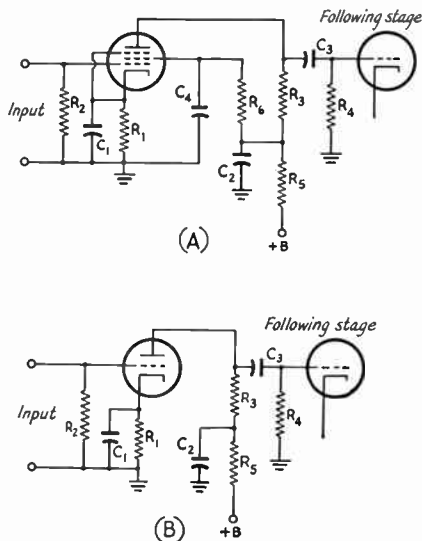 Following stage
Input
R2
C1
R1
C4
R6
C2
R3
C3
R4
R5
+B
(A)
Following stage
Input
R2
C1
R1
C2
R3
C3
R4
R5
+B
(B)